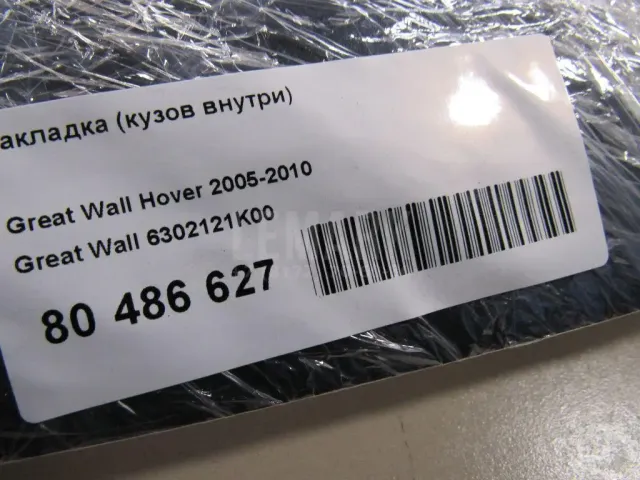 акладка (кузов внутри)
Great Wall Hover 2005-2010
Great Wall 6302121K00
80 486 627